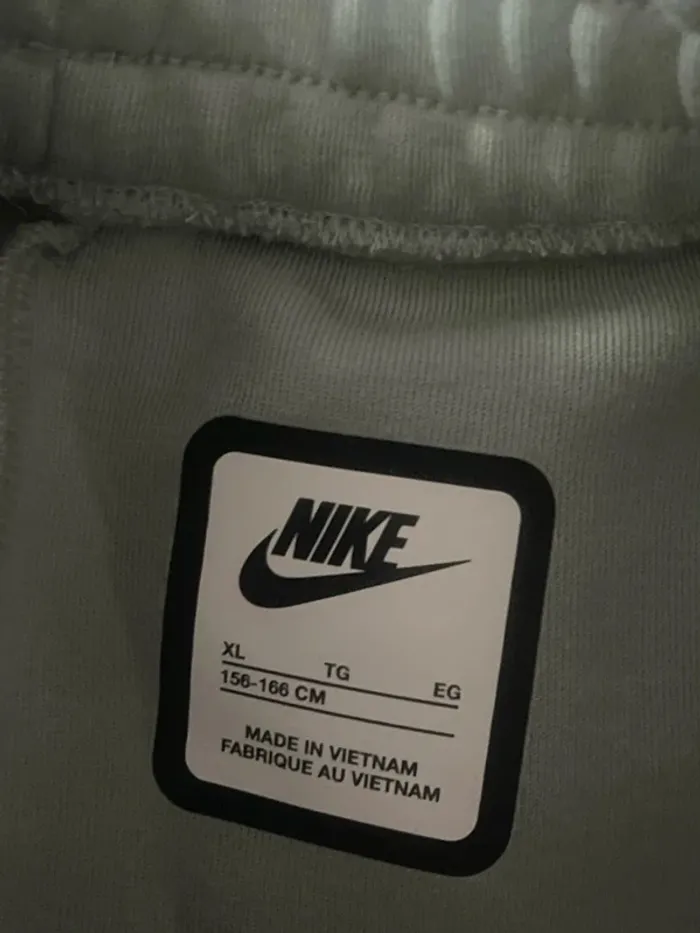 NIKE
XL TG EG
156-166 CM
MADE IN VIETNAM
FABRIQUE AU VIETNAM